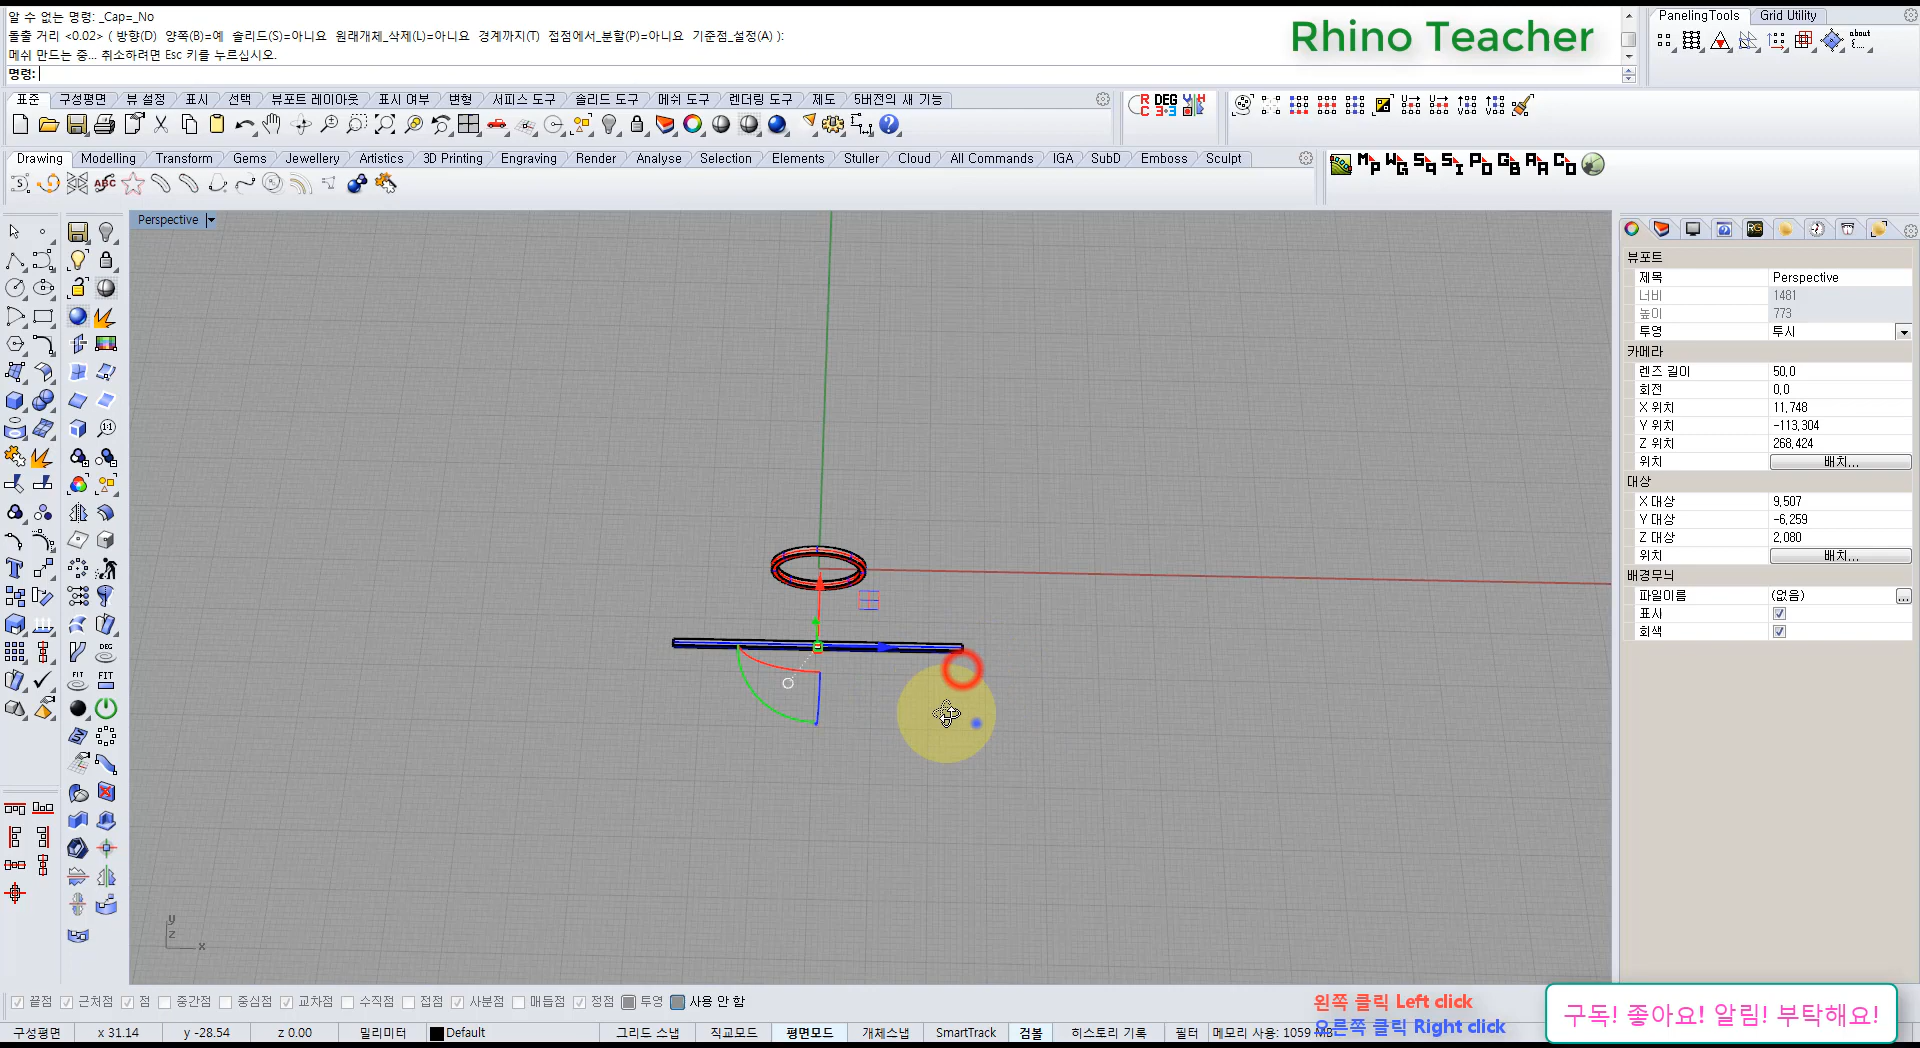 알 수 없는 명령: _Cap=_No
돌출 거리 <0.02> ( 방향(D)  양쪽(B)=예  솔리드(S)=아니요  원래개체_삭제(L)=아니요  경계까지(T)  접점에서_분할(P)=아니요  기준점_설정(A) ):
메쉬 만드는 중... 취소하려면 Esc 키를 누르십시오.
명령:
Rhino Teacher
PanelingTools Grid Utility
about
표준 구성평면 뷰 설정 표시 선택 뷰포트 레이아웃 표시 여부 변형 서피스 도구 솔리드 도구 메쉬 도구 렌더링 도구 제도 5버전의 새 기능
Drawing Modelling Transform Gems Jewellery Artistics 3D Printing Engraving Render Analyse Selection Elements Stuller Cloud All Commands IGA SubD Emboss Sculpt
Perspective
뷰포트
제목 Perspective
너비 1481
높이 773
투영 투시
카메라
렌즈 길이 50.0
회전 0.0
X 위치 11.748
Y 위치 -113.304
Z 위치 268.424
위치 배치...
대상
X 대상 9.507
Y 대상 -6.259
Z 대상 2.080
위치 배치...
배경무늬
파일이름 (없음) ...
표시
회색
y
z
x
끝점 근처점 점 중간점 중심점 교차점 수직점 접점 사분점 매듭점 정점 투영 사용 안 함
왼쪽 클릭 Left click
오른쪽 클릭 Right click
구독! 좋아요! 알림! 부탁해요!
구성평면 x 31.14 y -28.54 z 0.00 밀리미터 Default 그리드 스냅 직교모드 평면모드 개체스냅 SmartTrack 검볼 히스토리 기록 필터 메모리 사용: 1059 MB